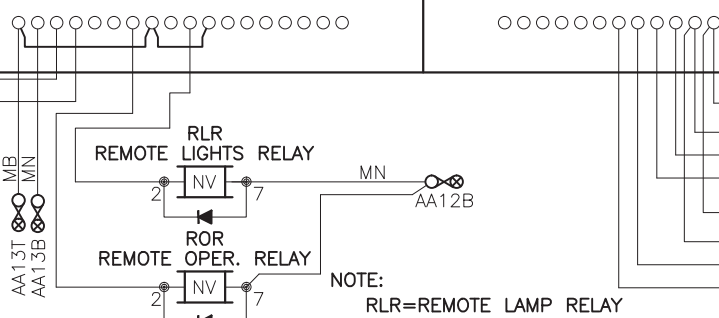 RLR
REMOTE LIGHTS RELAY
MB
MN
NV
MN
2
7
AA12B
AA13T
AA13B
ROR
REMOTE OPER. RELAY
NV
2
7
NOTE:
RLR=REMOTE LAMP RELAY